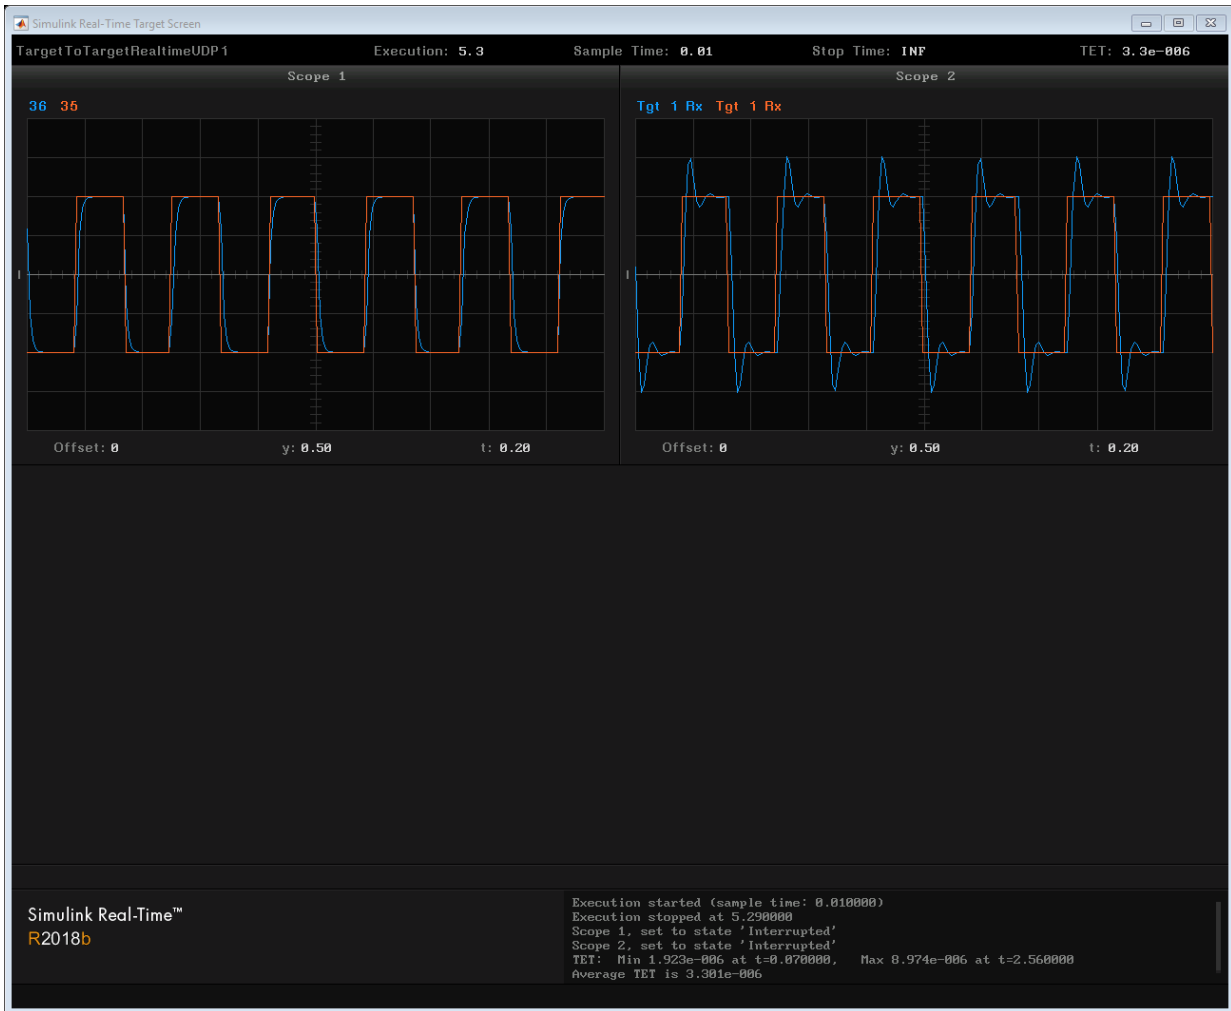 Simulink Real-Time Target Screen
TargetToTargetRealtimeUDP1 Execution: 5.3 Sample Time: 0.01 Stop Time: INF TET: 3.3e-006
Scope 1
36 35
Offset: 0 y: 0.50 t: 0.20
Scope 2
Tgt 1 Rx Tgt 1 Rx
Offset: 0 y: 0.50 t: 0.20
Simulink Real-Time™
R2018b
Execution started (sample time: 0.010000)
Execution stopped at 5.290000
Scope 1, set to state 'Interrupted'
Scope 2, set to state 'Interrupted'
TET: Min 1.923e-006 at t=0.070000, Max 8.974e-006 at t=2.560000
Average TET is 3.301e-006